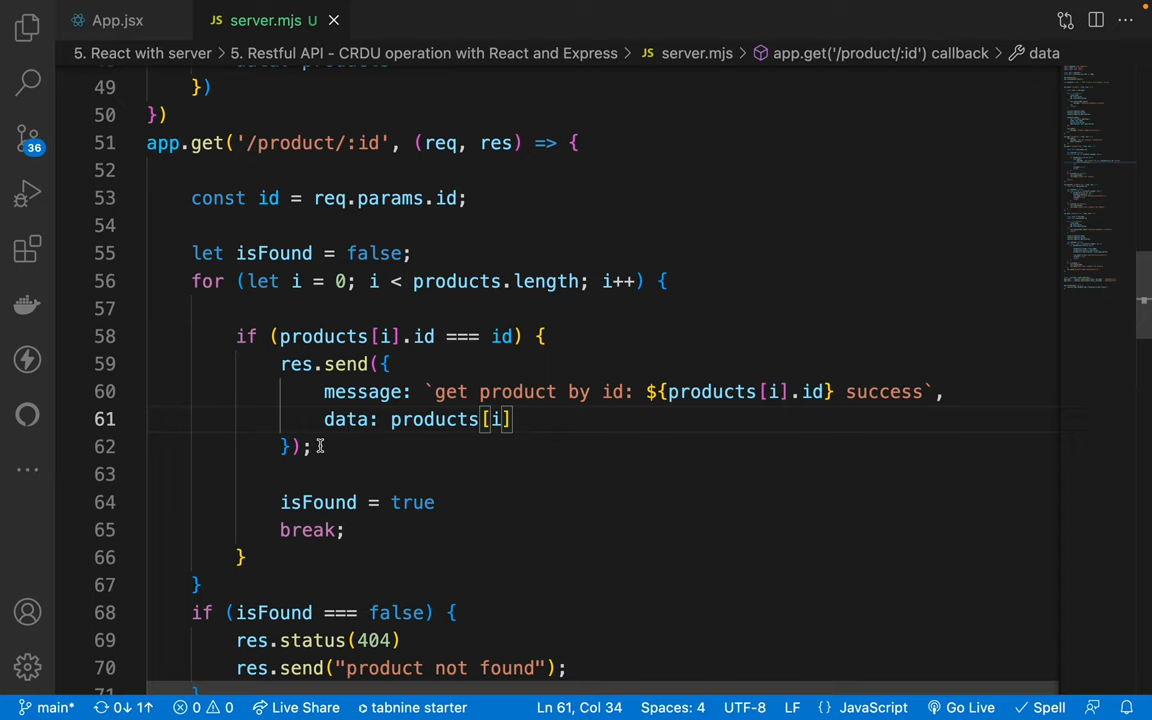 App.jsx
JS server.mjs U
5. React with server > 5. Restful API - CRDU operation with React and Express > JS server.mjs > app.get('/product/:id') callback > data
49 })
50 })
51 app.get('/product/:id', (req, res) => {
52
53 const id = req.params.id;
54
55 let isFound = false;
56 for (let i = 0; i < products.length; i++) {
57
58 if (products[i].id === id) {
59 res.send({
60 message: `get product by id: ${products[i].id} success`,
61 data: products[i]
62 });
63
64 isFound = true
65 break;
66 }
67 }
68 if (isFound === false) {
69 res.status(404)
70 res.send("product not found");
36
main* 0↓ 1↑ 0 0 Live Share tabnine starter Ln 61, Col 34 Spaces: 4 UTF-8 LF {} JavaScript Go Live Spell